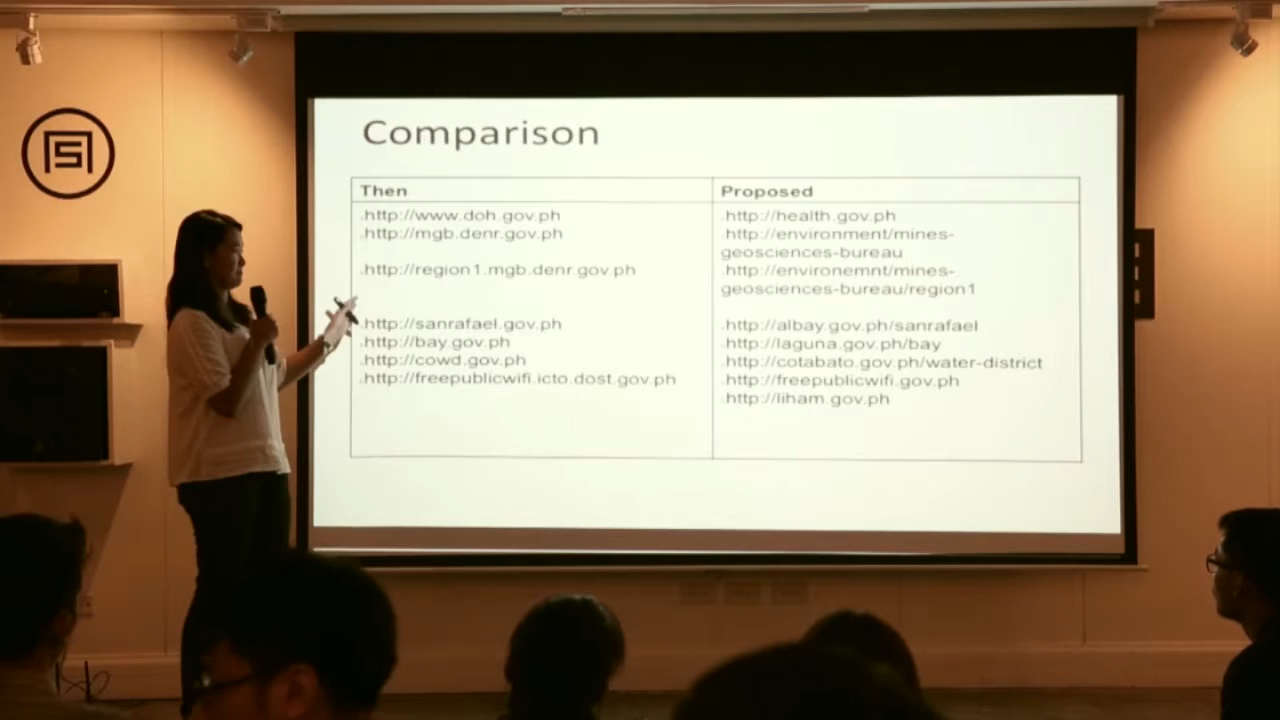 Comparison
Then
Proposed
.http://www.doh.gov.ph
.http://mgb.denr.gov.ph
.http://region1.mgb.denr.gov.ph
.http://sanrafael.gov.ph
.http://bay.gov.ph
.http://cowd.gov.ph
.http://freepublicwifi.icto.dost.gov.ph
.http://health.gov.ph
.http://environment/mines-
geosciences-bureau
.http://environemnt/mines-
geosciences-bureau/region1
.http://albay.gov.ph/sanrafael
.http://laguna.gov.ph/bay
.http://cotabato.gov.ph/water-district
.http://freepublicwifi.gov.ph
.http://liham.gov.ph